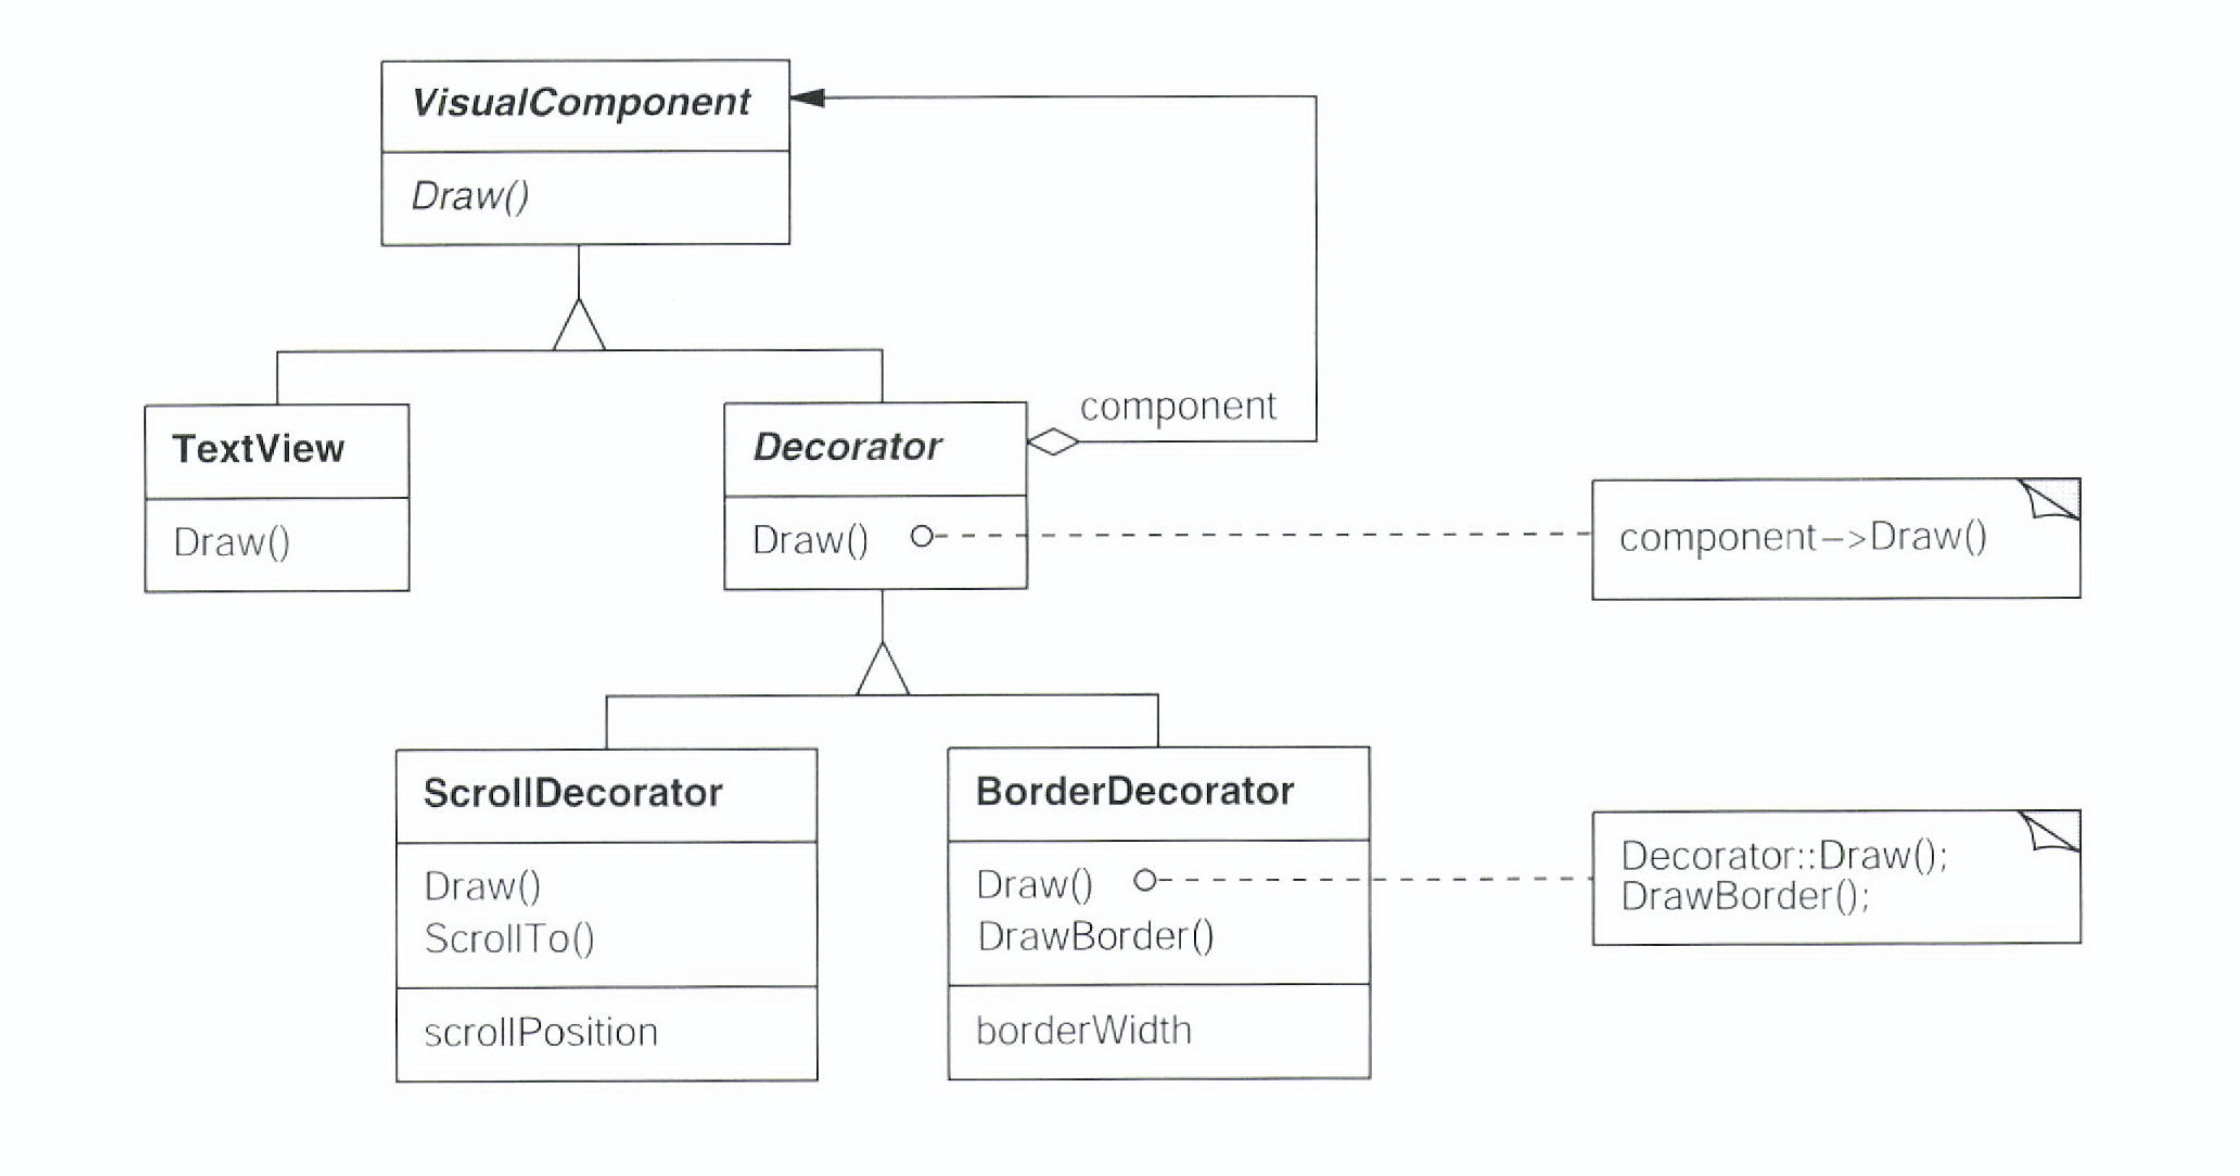 VisualComponent
Draw()
TextView
Draw()
Decorator
Draw()
component
component–>Draw()
ScrollDecorator
Draw()
ScrollTo()
scrollPosition
BorderDecorator
Draw()
DrawBorder()
borderWidth
Decorator::Draw();
DrawBorder();